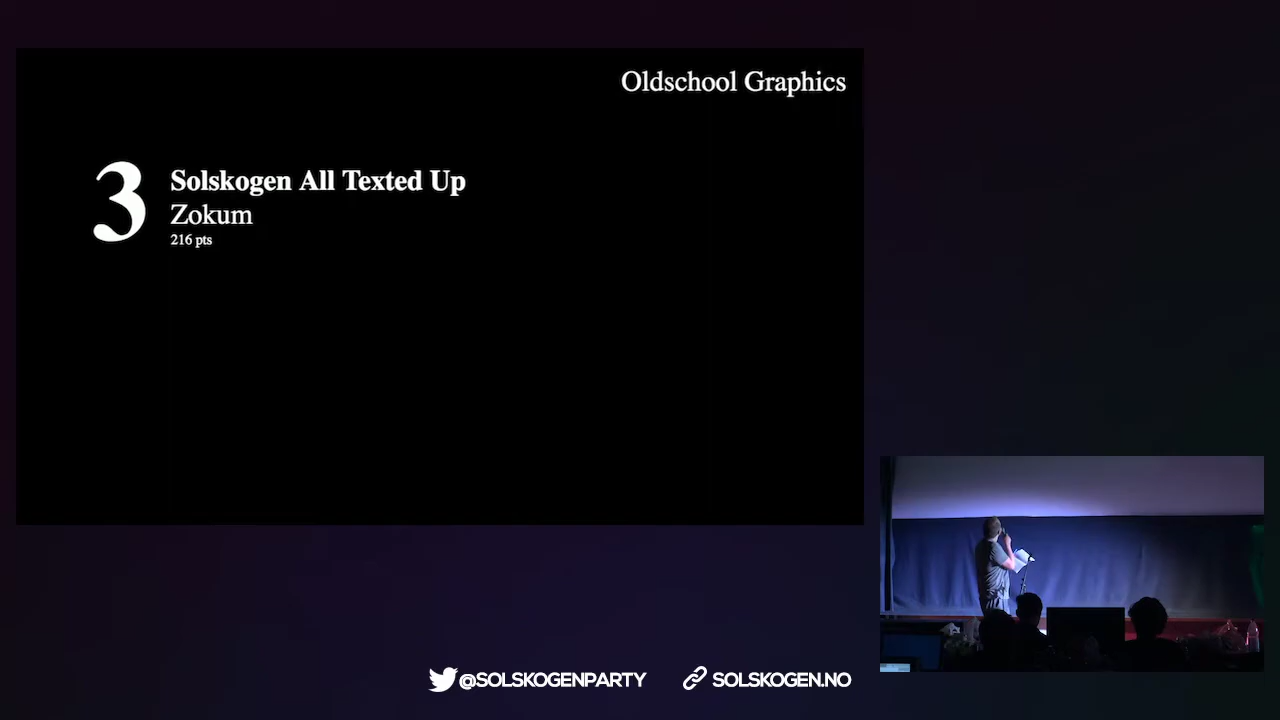 Oldschool Graphics
3
Solskogen All Texted Up
Zokum
216 pts
@SOLSKOGENPARTY
SOLSKOGEN.NO